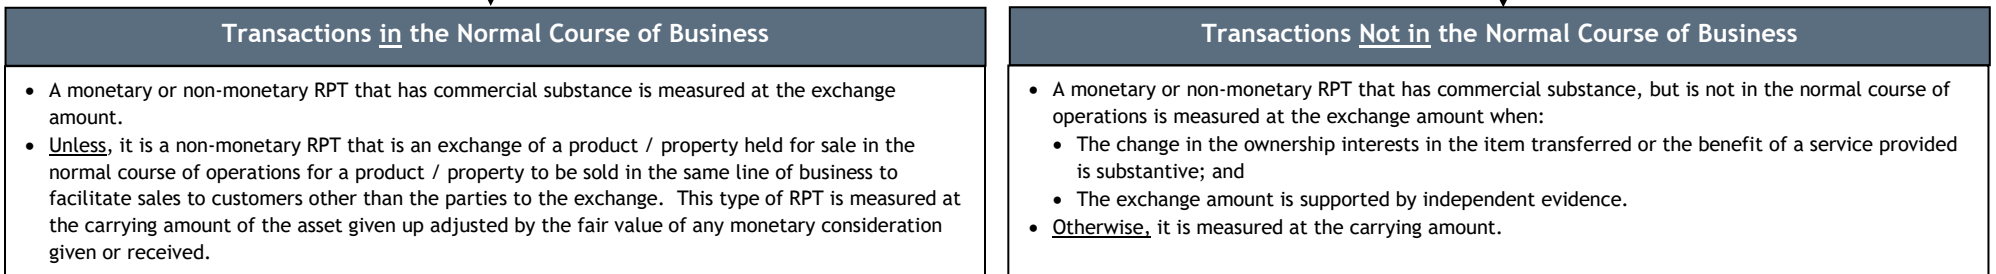 Transactions in the Normal Course of Business
• A monetary or non-monetary RPT that has commercial substance is measured at the exchange
amount.
• Unless, it is a non-monetary RPT that is an exchange of a product / property held for sale in the
normal course of operations for a product / property to be sold in the same line of business to
facilitate sales to customers other than the parties to the exchange. This type of RPT is measured at
the carrying amount of the asset given up adjusted by the fair value of any monetary consideration
given or received.
Transactions Not in the Normal Course of Business
• A monetary or non-monetary RPT that has commercial substance, but is not in the normal course of
operations is measured at the exchange amount when:
• The change in the ownership interests in the item transferred or the benefit of a service provided
is substantive; and
• The exchange amount is supported by independent evidence.
• Otherwise, it is measured at the carrying amount.